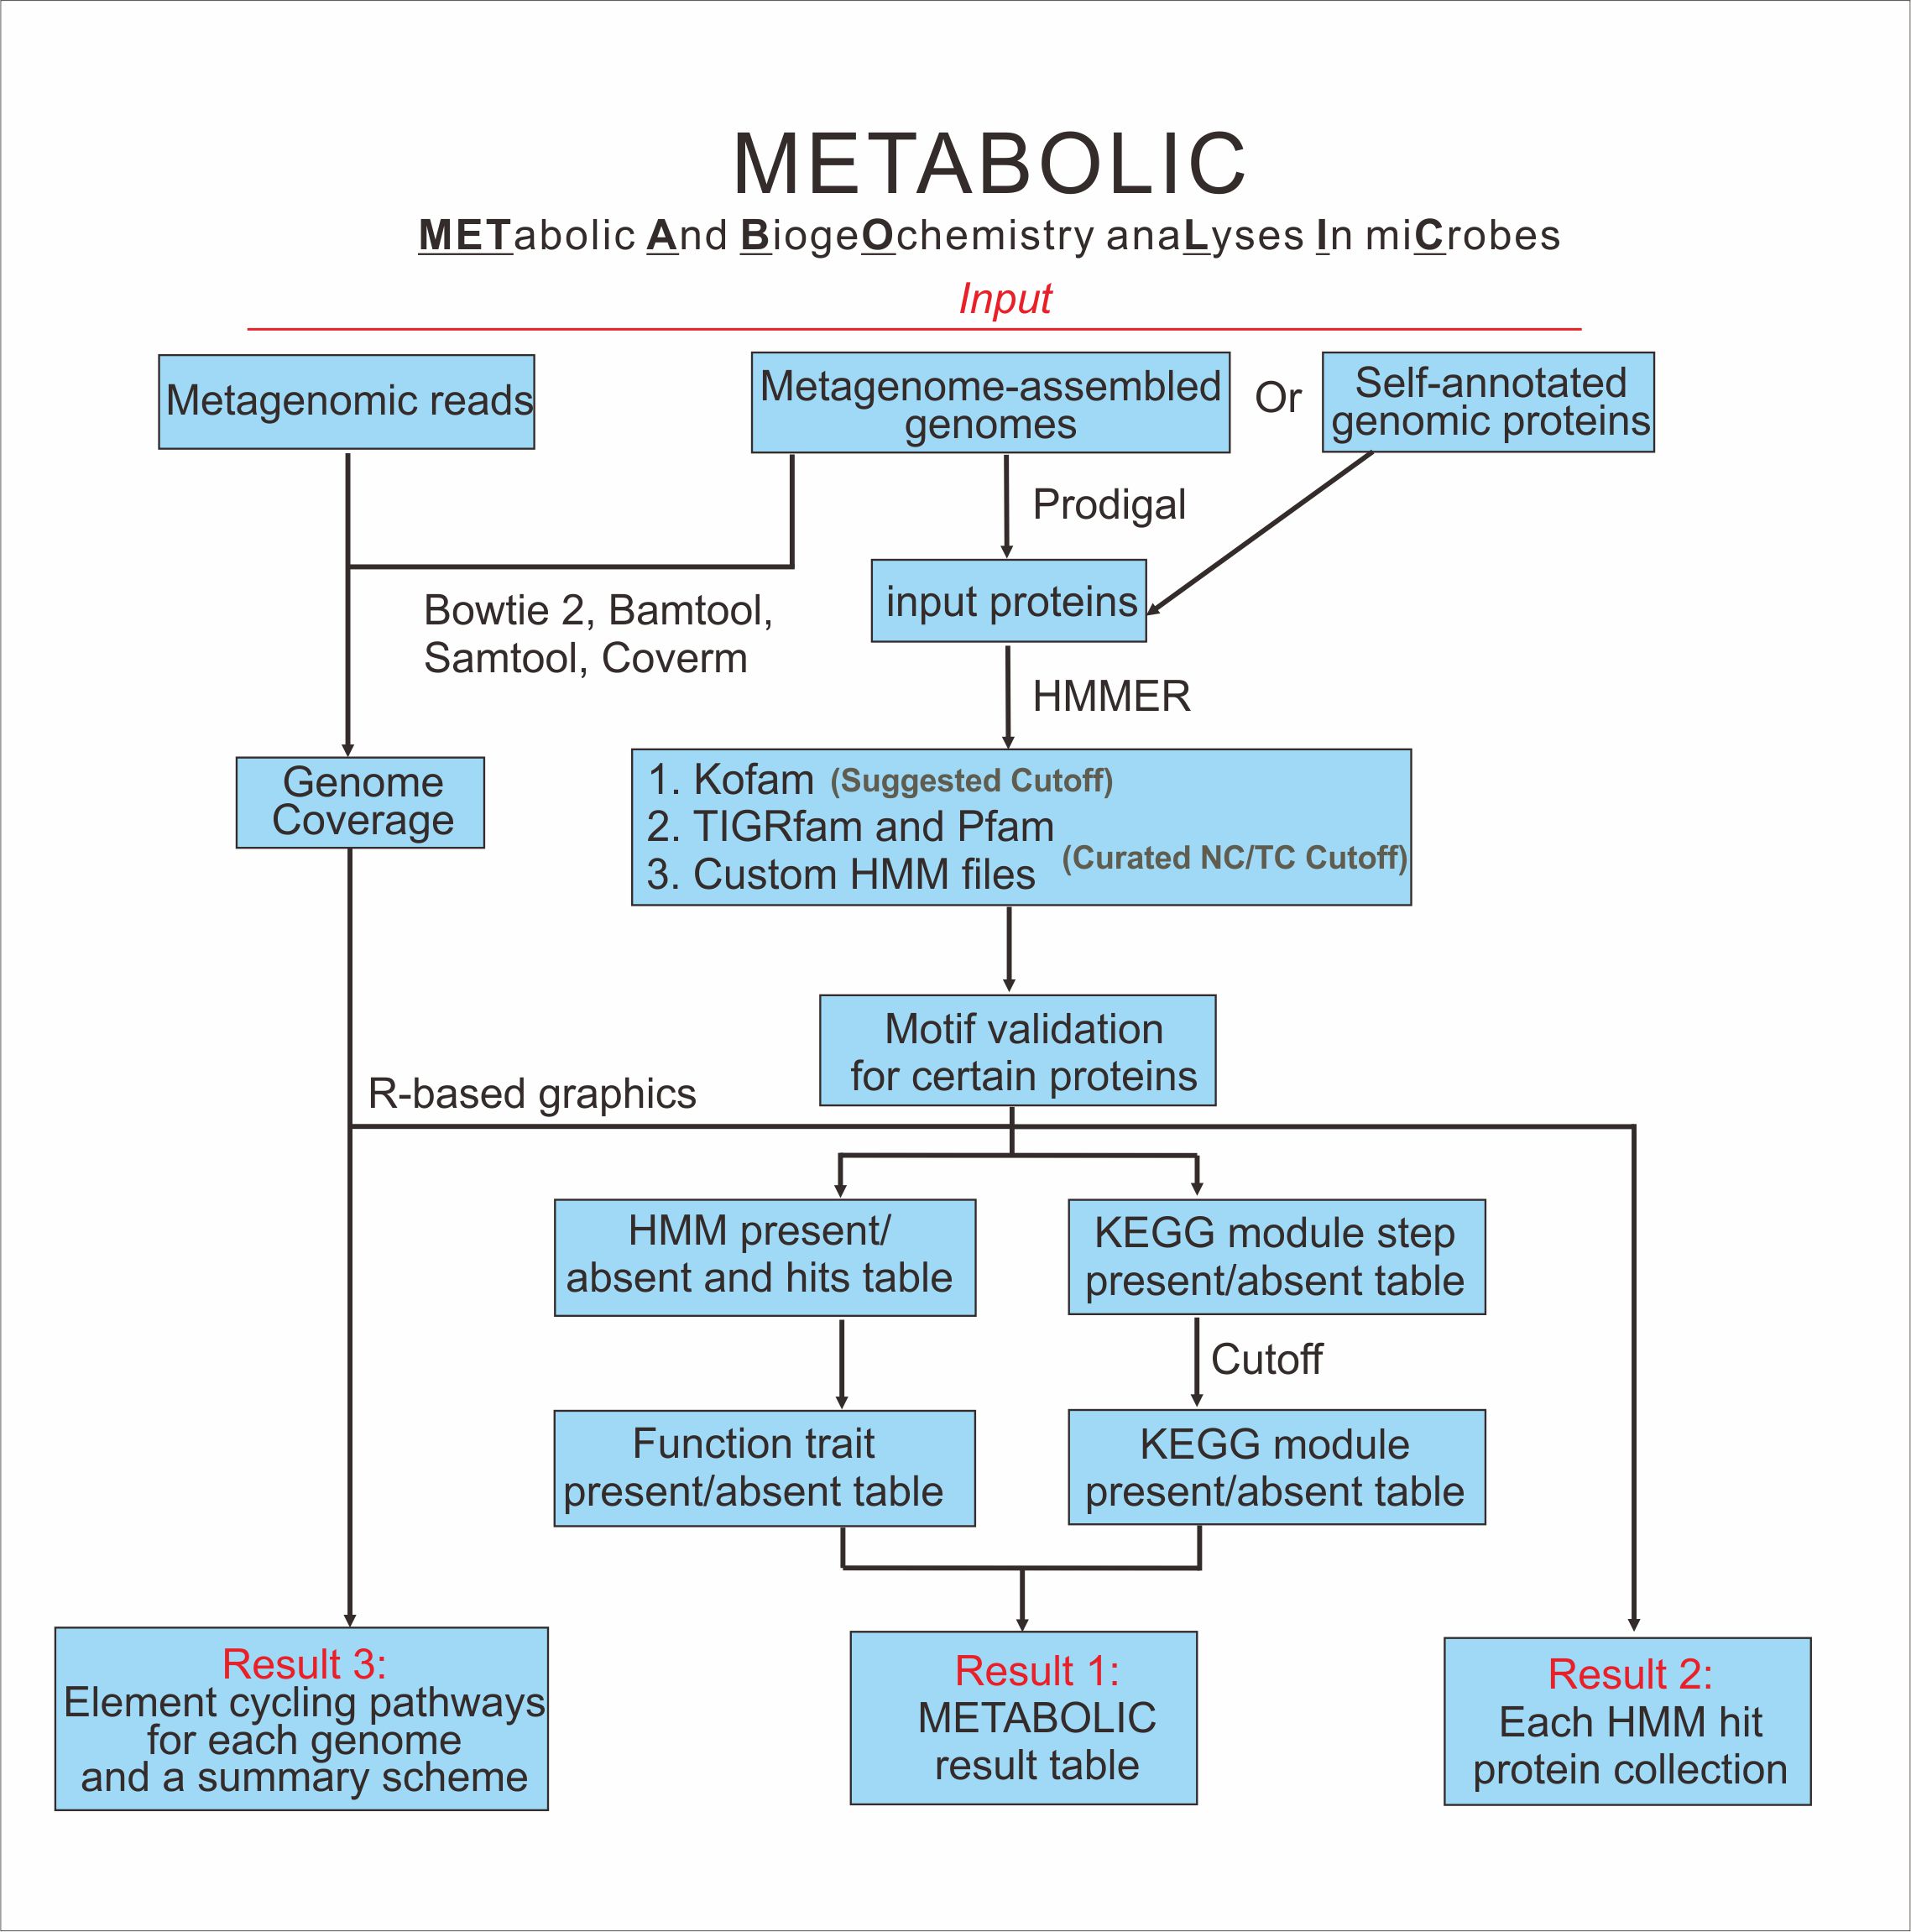 METABOLIC
METabolic And BiogeOchemistry anaLyses In miCrobes
Input
Metagenomic reads
Metagenome-assembled
genomes
Or
Self-annotated
genomic proteins
Prodigal
input proteins
Bowtie 2, Bamtool,
Samtool, Coverm
HMMER
Genome
Coverage
1. Kofam (Suggested Cutoff)
2. TIGRfam and Pfam
(Curated NC/TC Cutoff)
3. Custom HMM files
Motif validation
for certain proteins
R-based graphics
HMM present/
absent and hits table
KEGG module step
present/absent table
Cutoff
Function trait
present/absent table
KEGG module
present/absent table
Result 3:
Element cycling pathways
for each genome
and a summary scheme
Result 1:
METABOLIC
result table
Result 2:
Each HMM hit
protein collection